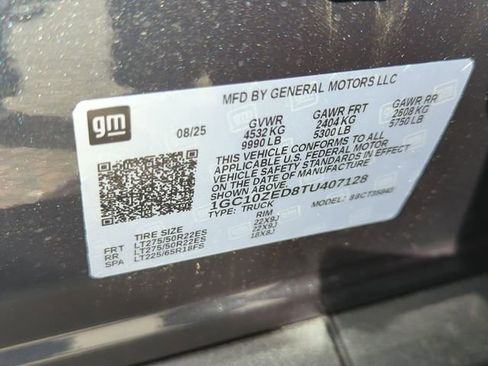 MFD BY GENERAL MOTORS LLC
gm
08/25
GVWR
4532 KG
9990 LB
GAWR FRT
2404 KG
5300 LB
GAWR RR
2608 KG
5750 LB
THIS VEHICLE CONFORMS TO ALL
APPLICABLE U.S. FEDERAL MOTOR
VEHICLE SAFETY STANDARDS IN EFFECT
ON THE DATE OF MANUFACTURE
SHOWN ABOVE.
1GC10ZED8TU407128
TYPE: TRUCK
MODEL:
TIRE SIZE
RIM
FRT LT275/50R22ES 22X9J
RR LT275/50R22ES 22X9J
SPA LT225/65R18FS 18X8J